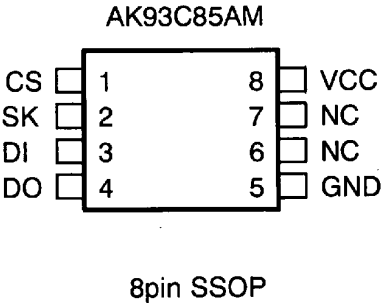 AK93C85AM
CS 1 8 VCC
SK 2 7 NC
DI 3 6 NC
DO 4 5 GND
8pin SSOP